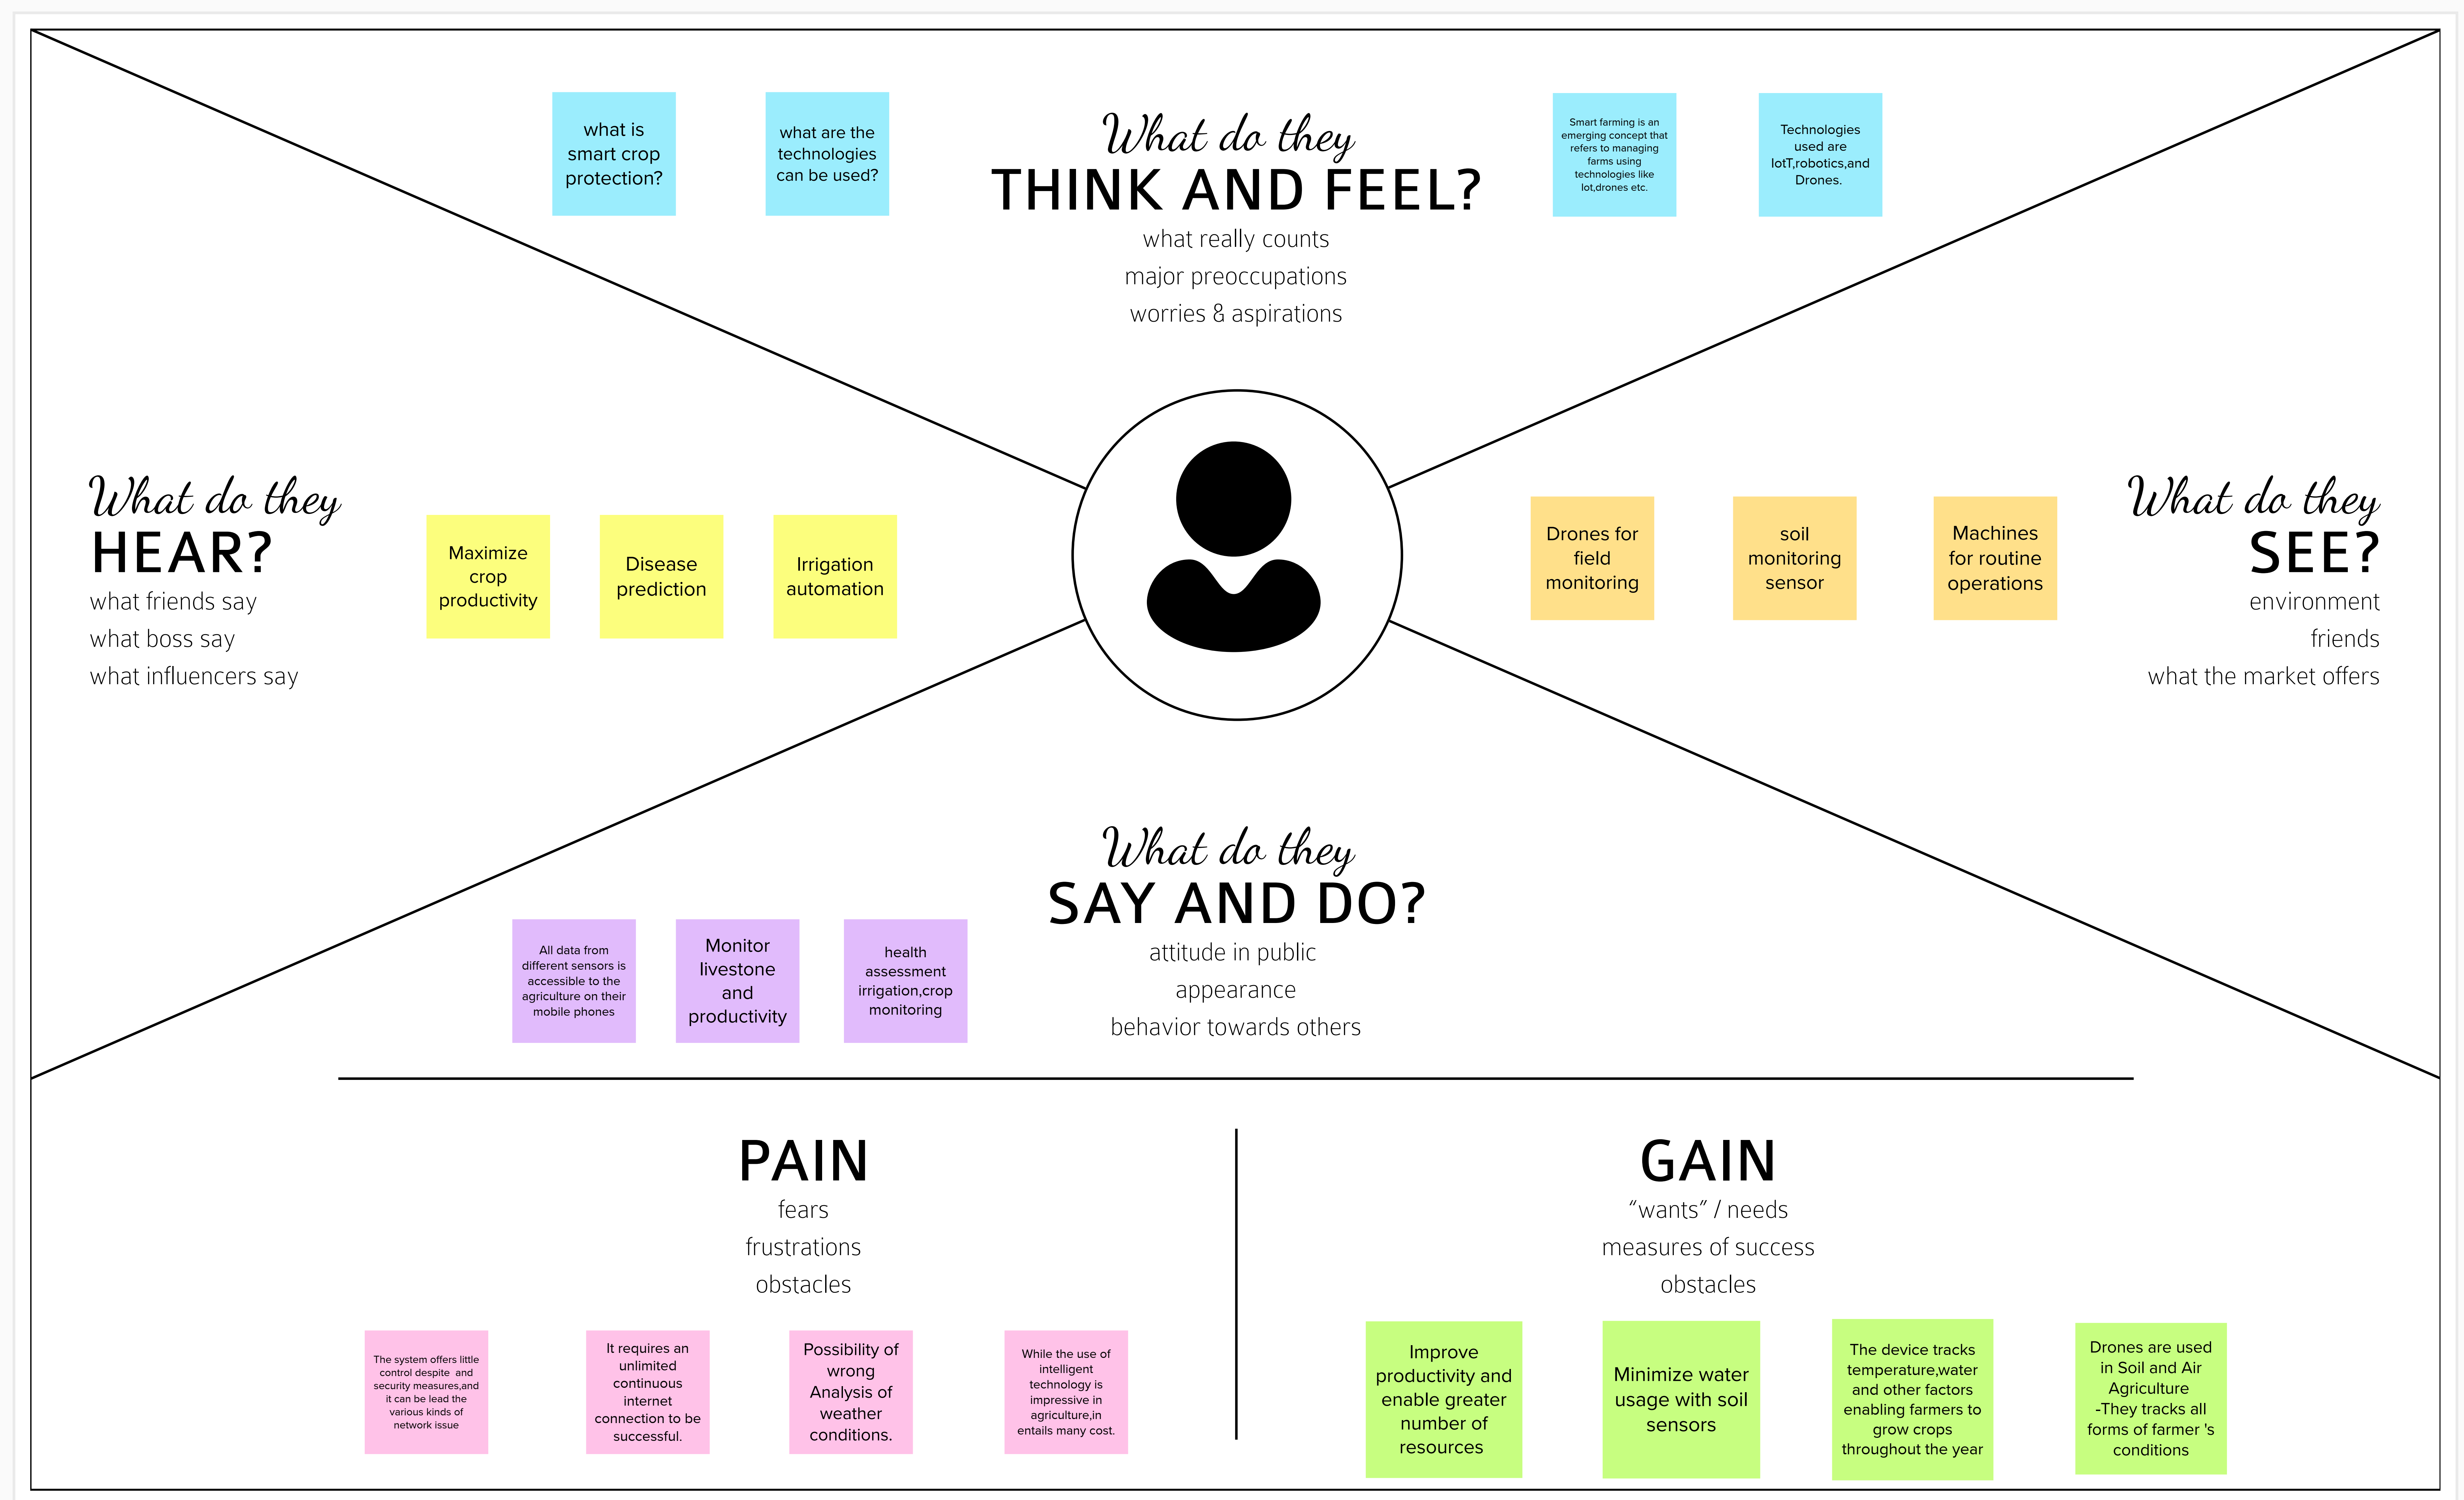 what is
smart crop
protection?
what are the
technologies
can be used?
What do they
THINK AND FEEL?
what really counts
major preoccupations
worries & aspirations
Smart farming is an
emerging concept that
refers to managing
farms using
technologies like
Iot,drones etc.
Technologies
used are
IotT,robotics,and
Drones.
What do they
HEAR?
what friends say
what boss say
what influencers say
Maximize
crop
productivity
Disease
prediction
Irrigation
automation
Drones for
field
monitoring
soil
monitoring
sensor
Machines
for routine
operations
What do they
SEE?
environment
friends
what the market offers
What do they
SAY AND DO?
attitude in public
appearance
behavior towards others
All data from
different sensors is
accessible to the
agriculture on their
mobile phones
Monitor
livestone
and
productivity
health
assessment
irrigation,crop
monitoring
PAIN
fears
frustrations
obstacles
The system offers little
control despite  and
security measures,and
it can be lead the
various kinds of
network issue
It requires an
unlimited
continuous
internet
connection to be
successful.
Possibility of
wrong
Analysis of
weather
conditions.
While the use of
intelligent
technology is
impressive in
agriculture,in
entails many cost.
GAIN
“wants” / needs
measures of success
obstacles
Improve
productivity and
enable greater
number of
resources
Minimize water
usage with soil
sensors
The device tracks
temperature,water
and other factors
enabling farmers to
grow crops
throughout the year
Drones are used
in Soil and Air
Agriculture
-They tracks all
forms of farmer 's
conditions